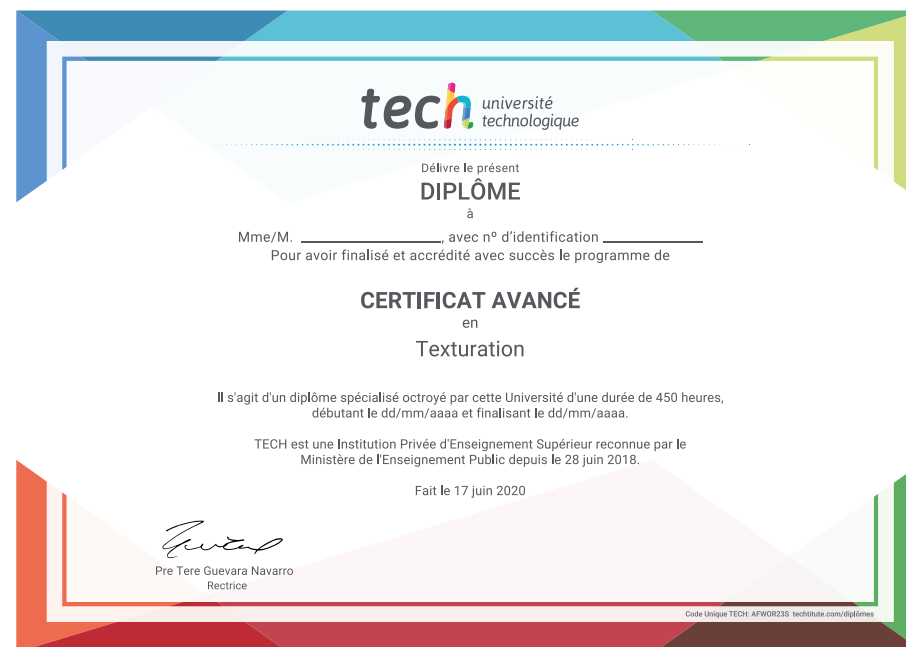 tech université
technologique
Délivre le présent
DIPLÔME
à
Mme/M. ____________________, avec nº d'identification ______________
Pour avoir finalisé et accrédité avec succès le programme de
CERTIFICAT AVANCÉ
en
Texturation
Il s'agit d'un diplôme spécialisé octroyé par cette Université d'une durée de 450 heures,
débutant le dd/mm/aaaa et finalisant le dd/mm/aaaa.
TECH est une Institution Privée d'Enseignement Supérieur reconnue par le
Ministère de l'Enseignement Public depuis le 28 juin 2018.
Fait le 17 juin 2020
Pre Tere Guevara Navarro
Rectrice
Code Unique TECH: AFWOR23S techtitute.com/diplômes